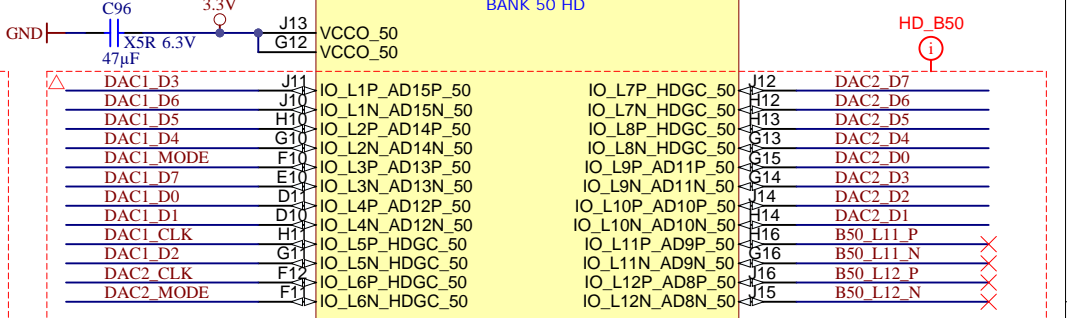 C96
3.3V
BANK 50 HD
GND
X5R 6.3V
47µF
J13 VCCO_50
G12 VCCO_50
HD_B50
i
DAC1_D3 J11 IO_L1P_AD15P_50 IO_L7P_HDGC_50 J12 DAC2_D7
DAC1_D6 J10 IO_L1N_AD15N_50 IO_L7N_HDGC_50 H12 DAC2_D6
DAC1_D5 H10 IO_L2P_AD14P_50 IO_L8P_HDGC_50 H13 DAC2_D5
DAC1_D4 G10 IO_L2N_AD14N_50 IO_L8N_HDGC_50 G13 DAC2_D4
DAC1_MODE F10 IO_L3P_AD13P_50 IO_L9P_AD11P_50 G15 DAC2_D0
DAC1_D7 E10 IO_L3N_AD13N_50 IO_L9N_AD11N_50 G14 DAC2_D3
DAC1_D0 D11 IO_L4P_AD12P_50 IO_L10P_AD10P_50 J14 DAC2_D2
DAC1_D1 D10 IO_L4N_AD12N_50 IO_L10N_AD10N_50 H14 DAC2_D1
DAC1_CLK H11 IO_L5P_HDGC_50 IO_L11P_AD9P_50 H16 B50_L11_P
DAC1_D2 G11 IO_L5N_HDGC_50 IO_L11N_AD9N_50 G16 B50_L11_N
DAC2_CLK F12 IO_L6P_HDGC_50 IO_L12P_AD8P_50 J16 B50_L12_P
DAC2_MODE F11 IO_L6N_HDGC_50 IO_L12N_AD8N_50 J15 B50_L12_N